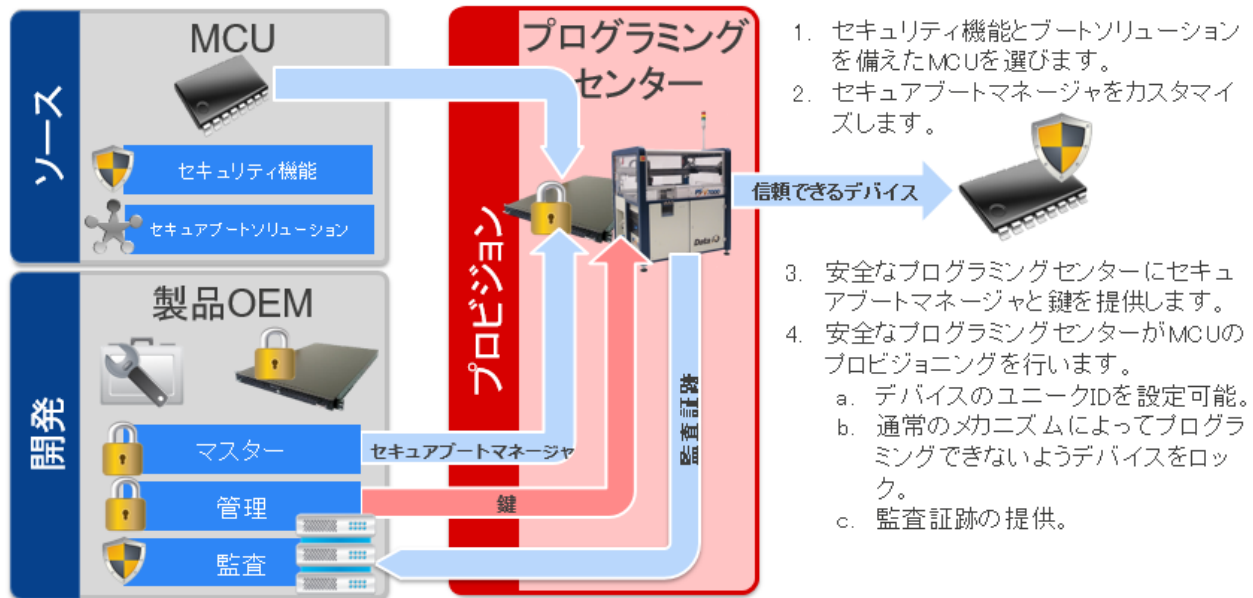 ソース
MCU
セキュリティ機能
セキュアブートソリューション
開発
製品OEM
マスター
管理
監査
プロビジョン
プログラミング
センター
セキュアブートマネージャ
鍵
監査証跡
信頼できるデバイス
1. セキュリティ機能とブートソリューション
を備えたMCUを選びます。
2. セキュアブートマネージャをカスタマイ
ズします。
3. 安全なプログラミングセンターにセキュ
アブートマネージャと鍵を提供します。
4. 安全なプログラミングセンターがMCUの
プロビジョニングを行います。
a. デバイスのユニークIDを設定可能。
b. 通常のメカニズムによってプログラ
ミングできないようデバイスをロッ
ク。
c. 監査証跡の提供。